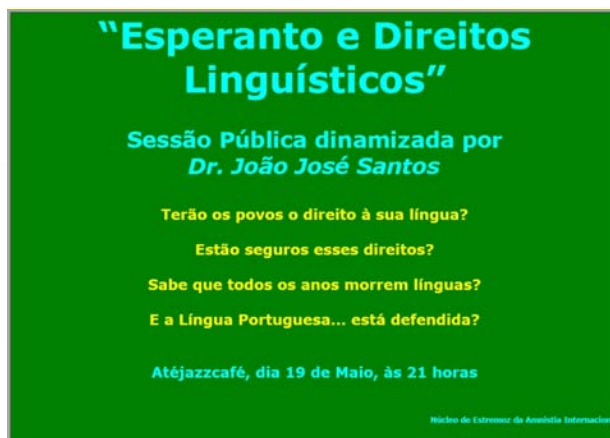 “Esperanto e Direitos
Linguísticos”
Sessão Pública dinamizada por
Dr. João José Santos
Terão os povos o direito à sua língua?
Estão seguros esses direitos?
Sabe que todos os anos morrem línguas?
E a Língua Portuguesa... está defendida?
Atéjazzcafé, dia 19 de Maio, às 21 horas
Núcleo de Estremoz da Amnistia Internacion